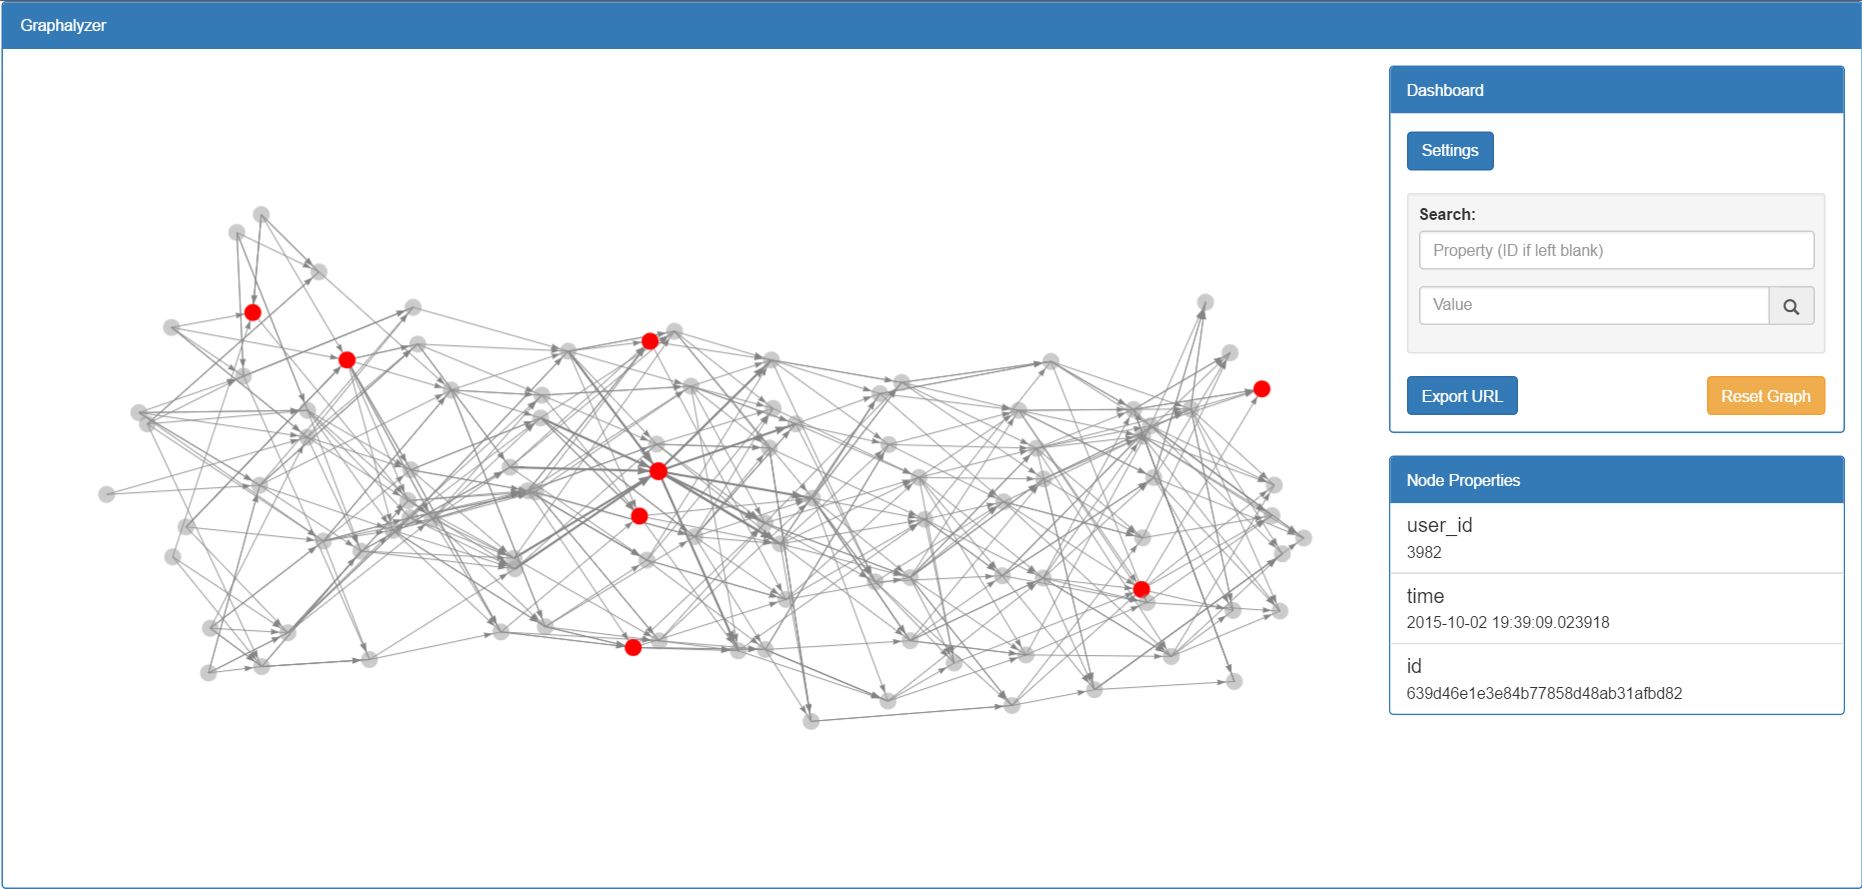 Graphalyzer
Dashboard
Settings
Search:
Property (ID if left blank)
Value
Export URL
Reset Graph
Node Properties
user_id
3982
time
2015-10-02 19:39:09.023918
id
639d46e1e3e84b77858d48ab31afbd82